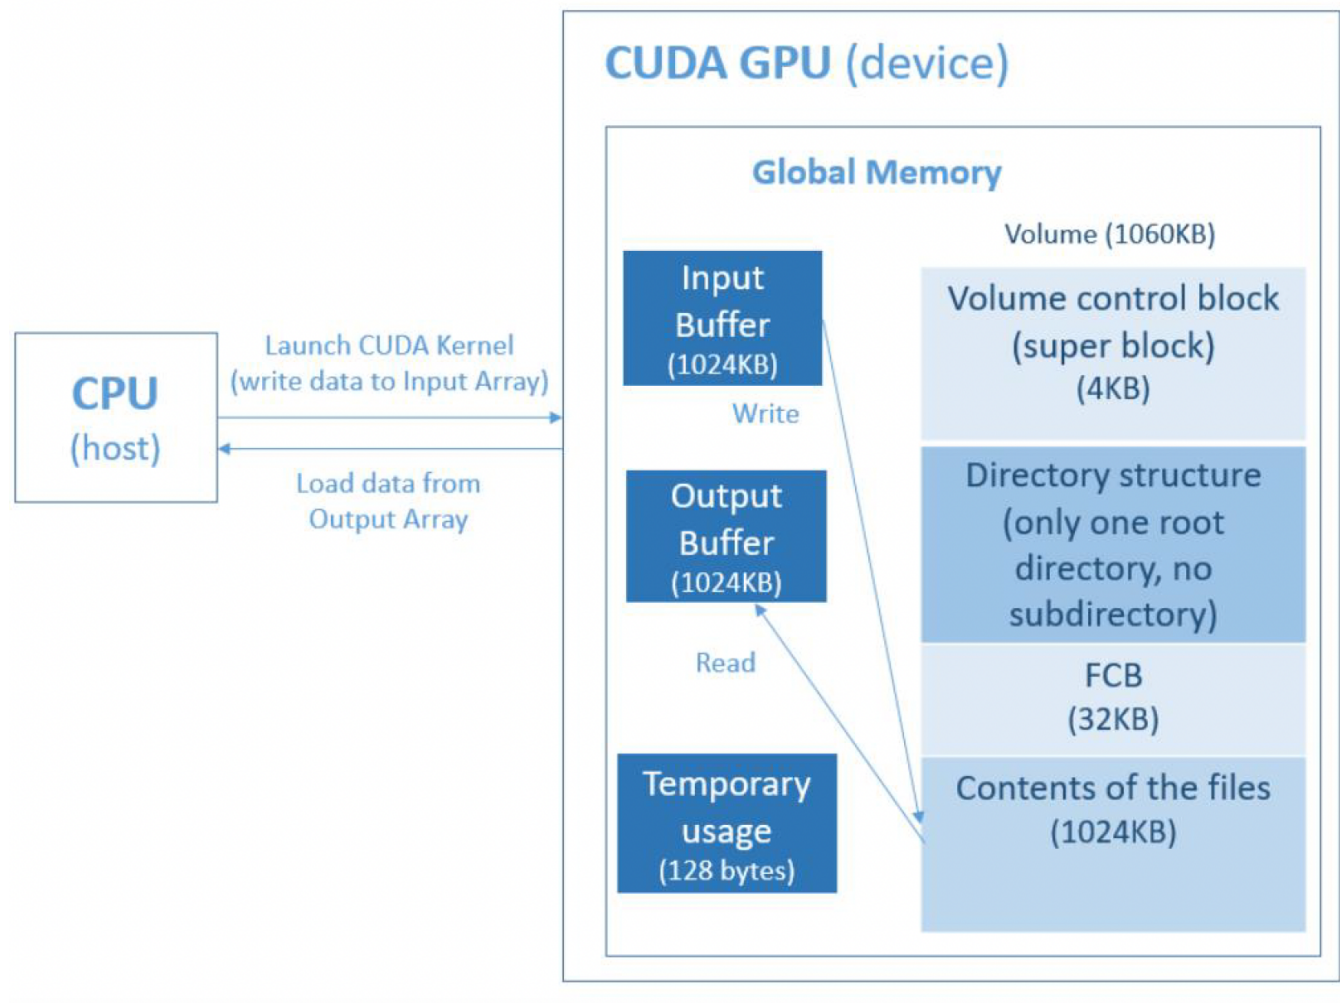 CUDA GPU (device)
Global Memory
Volume (1060KB)
Input
Buffer
(1024KB)
Volume control block
(super block)
(4KB)
Launch CUDA Kernel
(write data to Input Array)
CPU
(host)
Write
Load data from
Output Array
Output
Buffer
(1024KB)
Directory structure
(only one root
directory, no
subdirectory)
Read
FCB
(32KB)
Temporary
usage
(128 bytes)
Contents of the files
(1024KB)